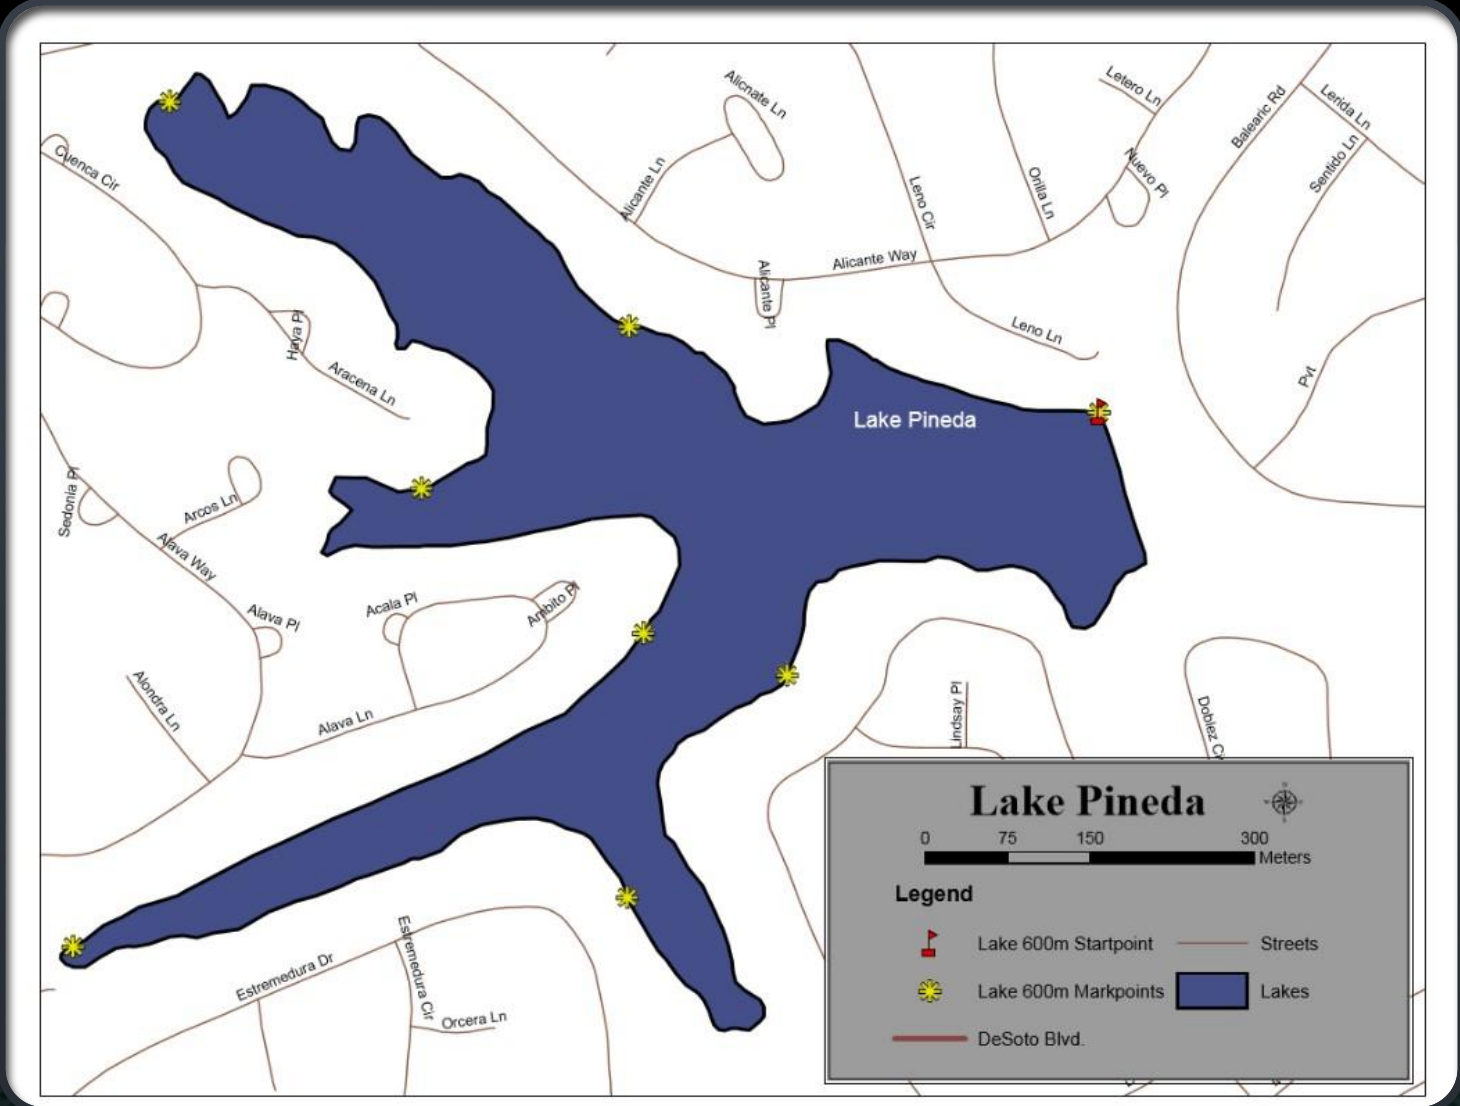 Alicnate Ln
Letero Ln
Balearic Rd
Lerida Ln
Sentido Ln
Nuevo Pl
Cuenca Cir
Alicante Ln
Leno Cir
Orilla Ln
Alicante Way
Alicante Pl
Leno Ln
Haya Pl
Aracena Ln
Pvt
Lake Pineda
Sedonia Pl
Arcos Ln
Alava Way
Alava Pl
Acala Pl
Ambito Pl
Alondra Ln
Alava Ln
Lindsay Pl
Doblez Cir
Estremedura Dr
Estremedura Cir
Orcera Ln
Lake Pineda
0 75 150 300
Meters
Legend
Lake 600m Startpoint Streets
Lake 600m Markpoints Lakes
DeSoto Blvd.